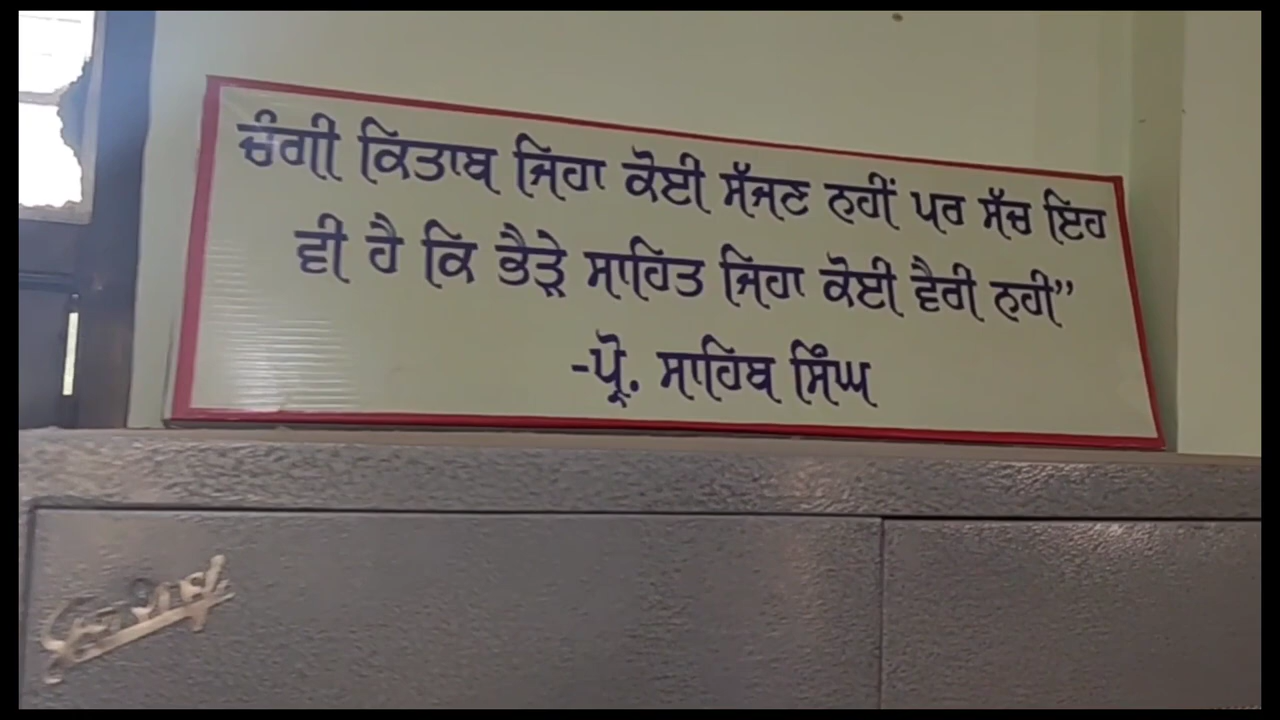 ਚੰਗੀ ਕਿਤਾਬ ਜਿਹਾ ਕੋਈ ਸੱਜਣ ਨਹੀਂ ਪਰ ਸੱਚ ਇਹ
ਵੀ ਹੈ ਕਿ ਭੈੜੇ ਸਾਹਿਤ ਜਿਹਾ ਕੋਈ ਵੈਰੀ ਨਹੀ”
-ਪ੍ਰੋ. ਸਾਹਿਬ ਸਿੰਘ